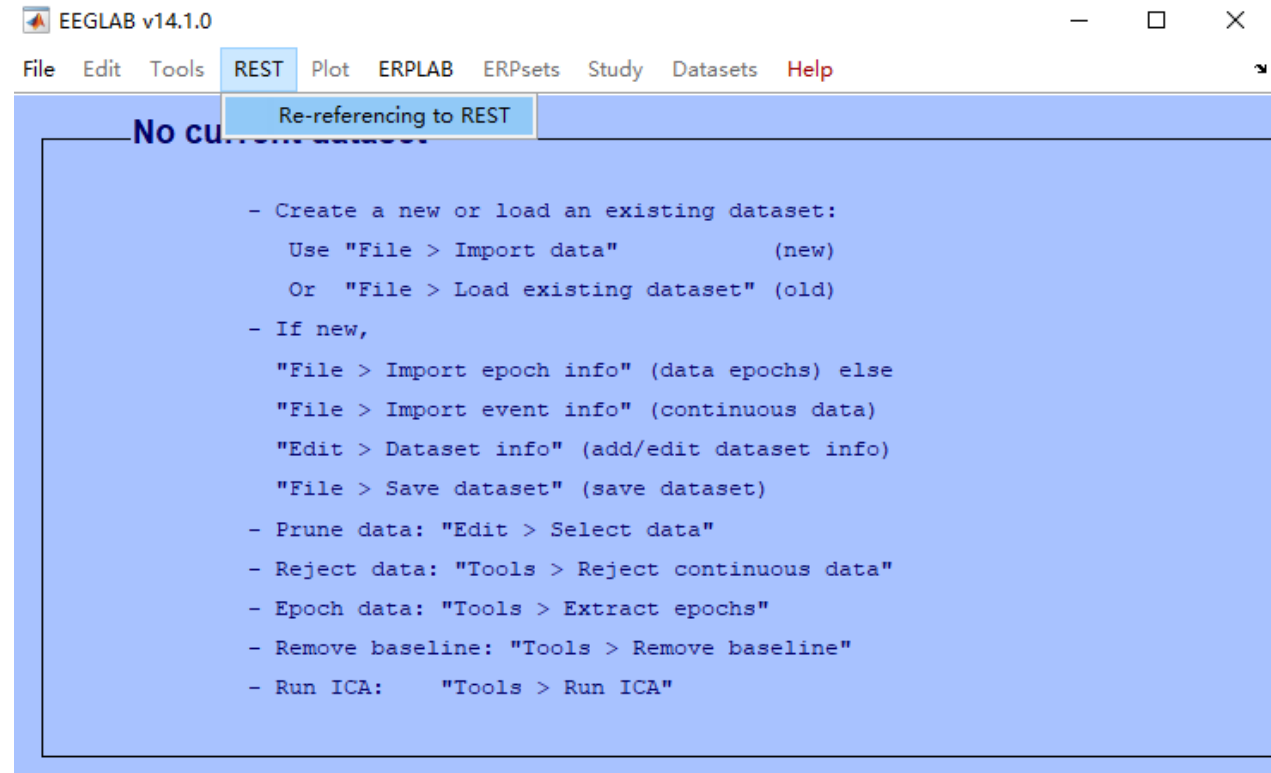 EEGLAB v14.1.0
File Edit Tools REST Plot ERPLAB ERPsets Study Datasets Help
Re-referencing to REST
No current dataset
- Create a new or load an existing dataset:
Use "File > Import data" (new)
Or "File > Load existing dataset" (old)
- If new,
"File > Import epoch info" (data epochs) else
"File > Import event info" (continuous data)
"Edit > Dataset info" (add/edit dataset info)
"File > Save dataset" (save dataset)
- Prune data: "Edit > Select data"
- Reject data: "Tools > Reject continuous data"
- Epoch data: "Tools > Extract epochs"
- Remove baseline: "Tools > Remove baseline"
- Run ICA: "Tools > Run ICA"